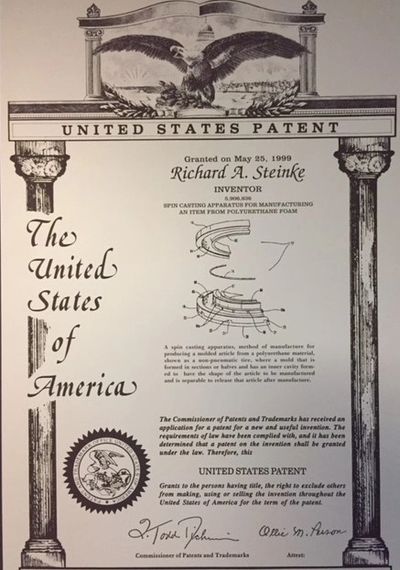 UNITED STATES PATENT
Granted on May 25, 1999
Richard A. Steinke
INVENTOR
5,906,836
SPIN CASTING APPARATUS FOR MANUFACTURING
AN ITEM FROM POLYURETHANE FOAM
The
United
States
of
America
A spin casting apparatus, method of manufacture for
producing a molded article from a polyurethane material,
shown as a non-pneumatic tire, where a mold that is
formed in sections or halves and has an inner cavity form-
ed to have the shape of the article to be manufactured
and is separable to release that article after manufacture.
The Commissioner of Patents and Trademarks has received an
application for a patent for a new and useful invention. The
requirements of law have been complied with, and it has been
determined that a patent on the invention shall be granted
under the law. Therefore, this
UNITED STATES PATENT
Grants to the persons having title, the right to exclude others
from making, using or selling the invention throughout the
United States of America for the term of the patent.
Commissioner of Patents and Trademarks
Attest: